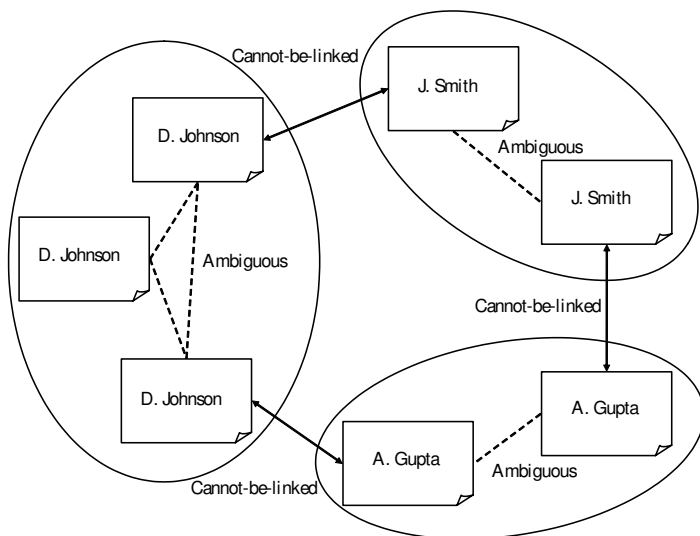 Cannot-be-linked
J. Smith
D. Johnson
Ambiguous
J. Smith
D. Johnson
Ambiguous
Cannot-be-linked
D. Johnson
A. Gupta
A. Gupta
Ambiguous
Cannot-be-linked